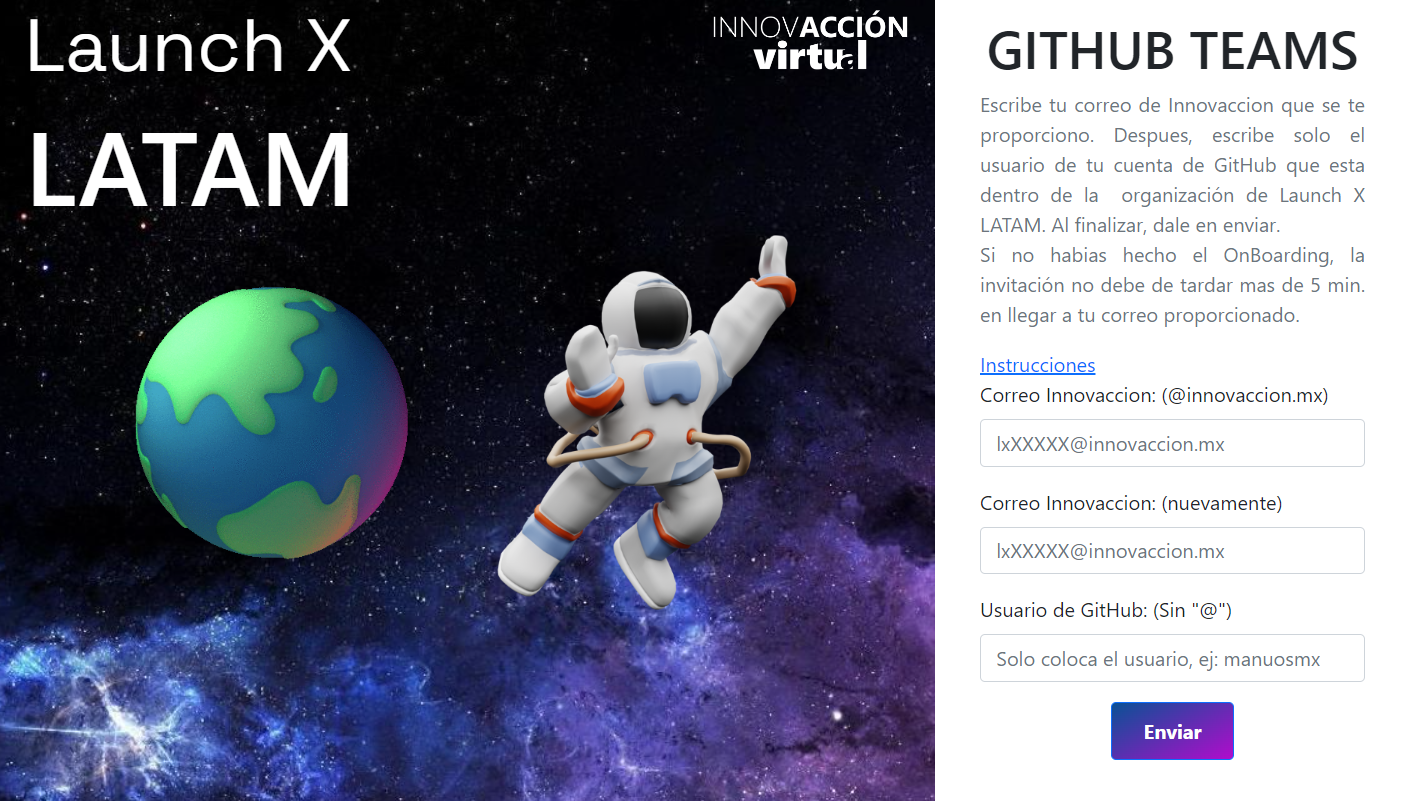 Launch X
LATAM
INNOVACCIÓN
virtual
GITHUB TEAMS
Escribe tu correo de Innovaccion que se te
proporciono. Despues, escribe solo el
usuario de tu cuenta de GitHub que esta
dentro de la organización de Launch X
LATAM. Al finalizar, dale en enviar.
Si no habias hecho el OnBoarding, la
invitación no debe de tardar mas de 5 min.
en llegar a tu correo proporcionado.
Instrucciones
Correo Innovaccion: (@innovaccion.mx)
lxXXXXX@innovaccion.mx
Correo Innovaccion: (nuevamente)
lxXXXXX@innovaccion.mx
Usuario de GitHub: (Sin "@")
Solo coloca el usuario, ej: manuosmx
Enviar